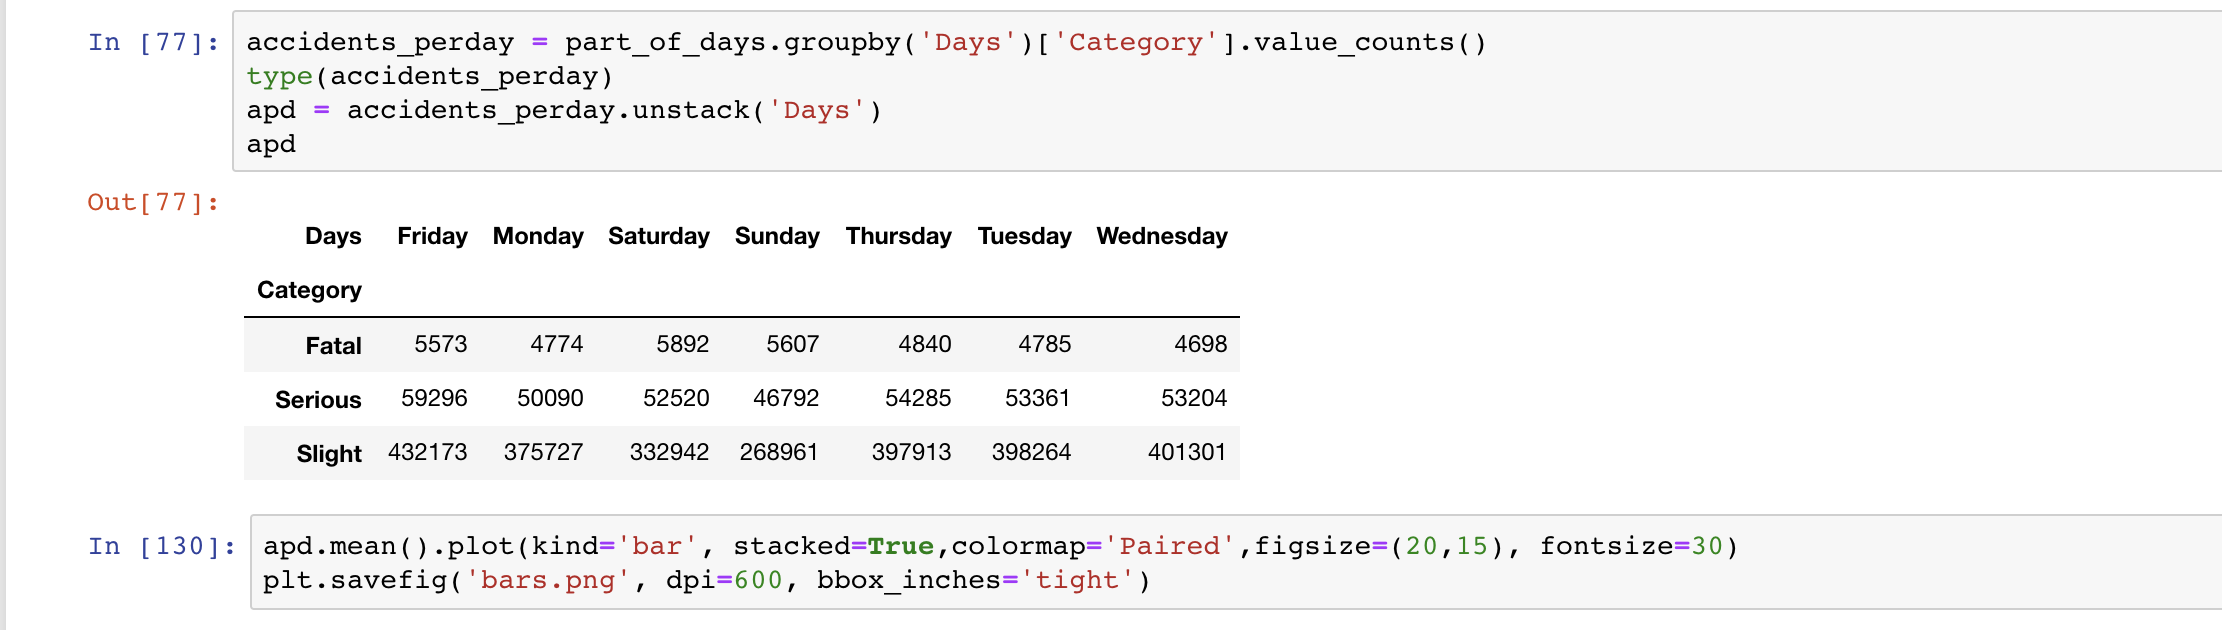 In [77]: accidents_perday = part_of_days.groupby('Days')['Category'].value_counts()
type(accidents_perday)
apd = accidents_perday.unstack('Days')
apd
Out[77]:
Days Friday Monday Saturday Sunday Thursday Tuesday Wednesday
Category
Fatal 5573 4774 5892 5607 4840 4785 4698
Serious 59296 50090 52520 46792 54285 53361 53204
Slight 432173 375727 332942 268961 397913 398264 401301
In [130]: apd.mean().plot(kind='bar', stacked=True,colormap='Paired',figsize=(20,15), fontsize=30)
plt.savefig('bars.png', dpi=600, bbox_inches='tight')